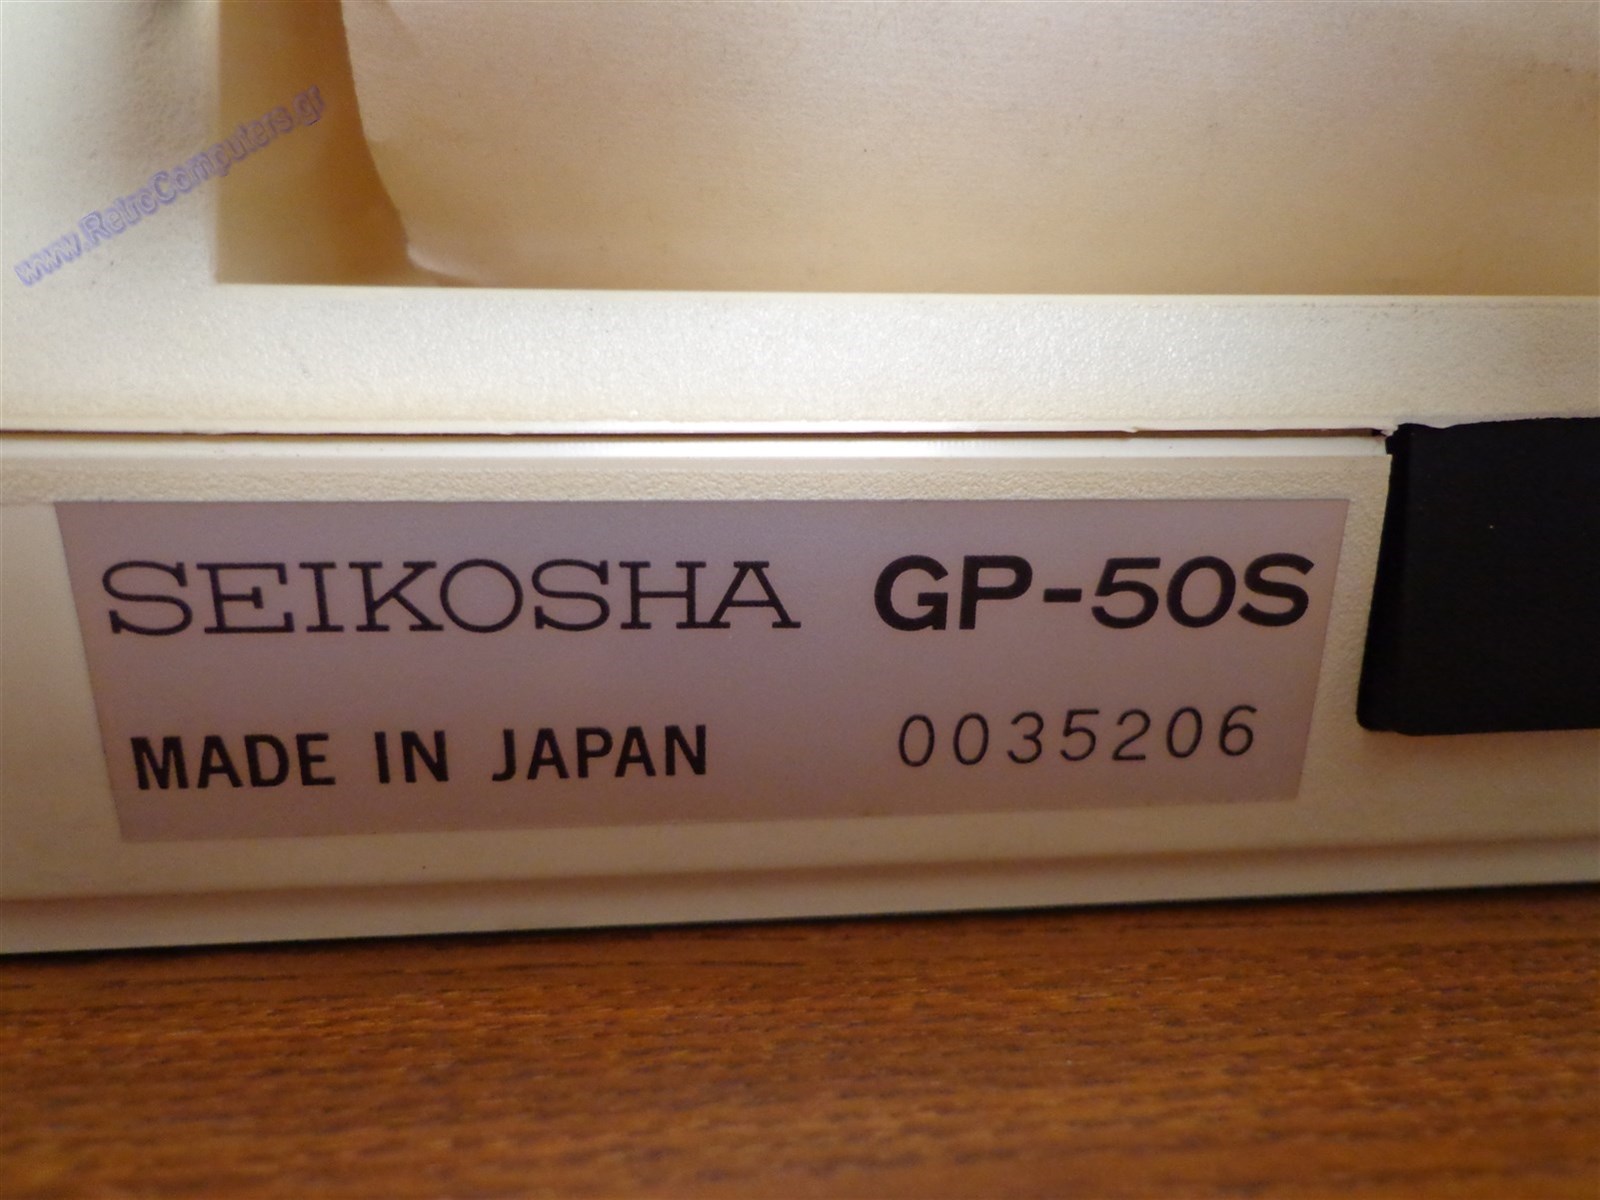 www.RetroComputers.gr
SEIKOSHA GP-50S
MADE IN JAPAN 0035206